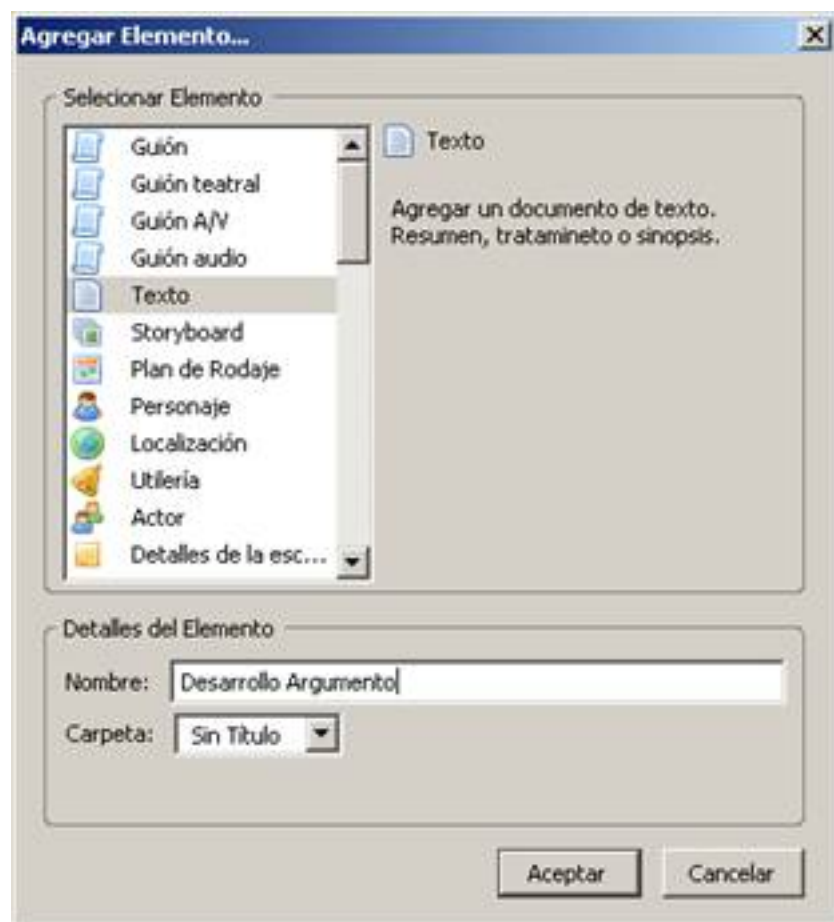 Agregar Elemento...
Selecionar Elemento
Guión
Guión teatral
Guión A/V
Guión audio
Texto
Storyboard
Plan de Rodaje
Personaje
Localización
Utilería
Actor
Detalles de la esc...
Texto
Agregar un documento de texto.
Resumen, tratamineto o sinopsis.
Detalles del Elemento
Nombre: Desarrollo Argumento
Carpeta: Sin Título
Aceptar Cancelar